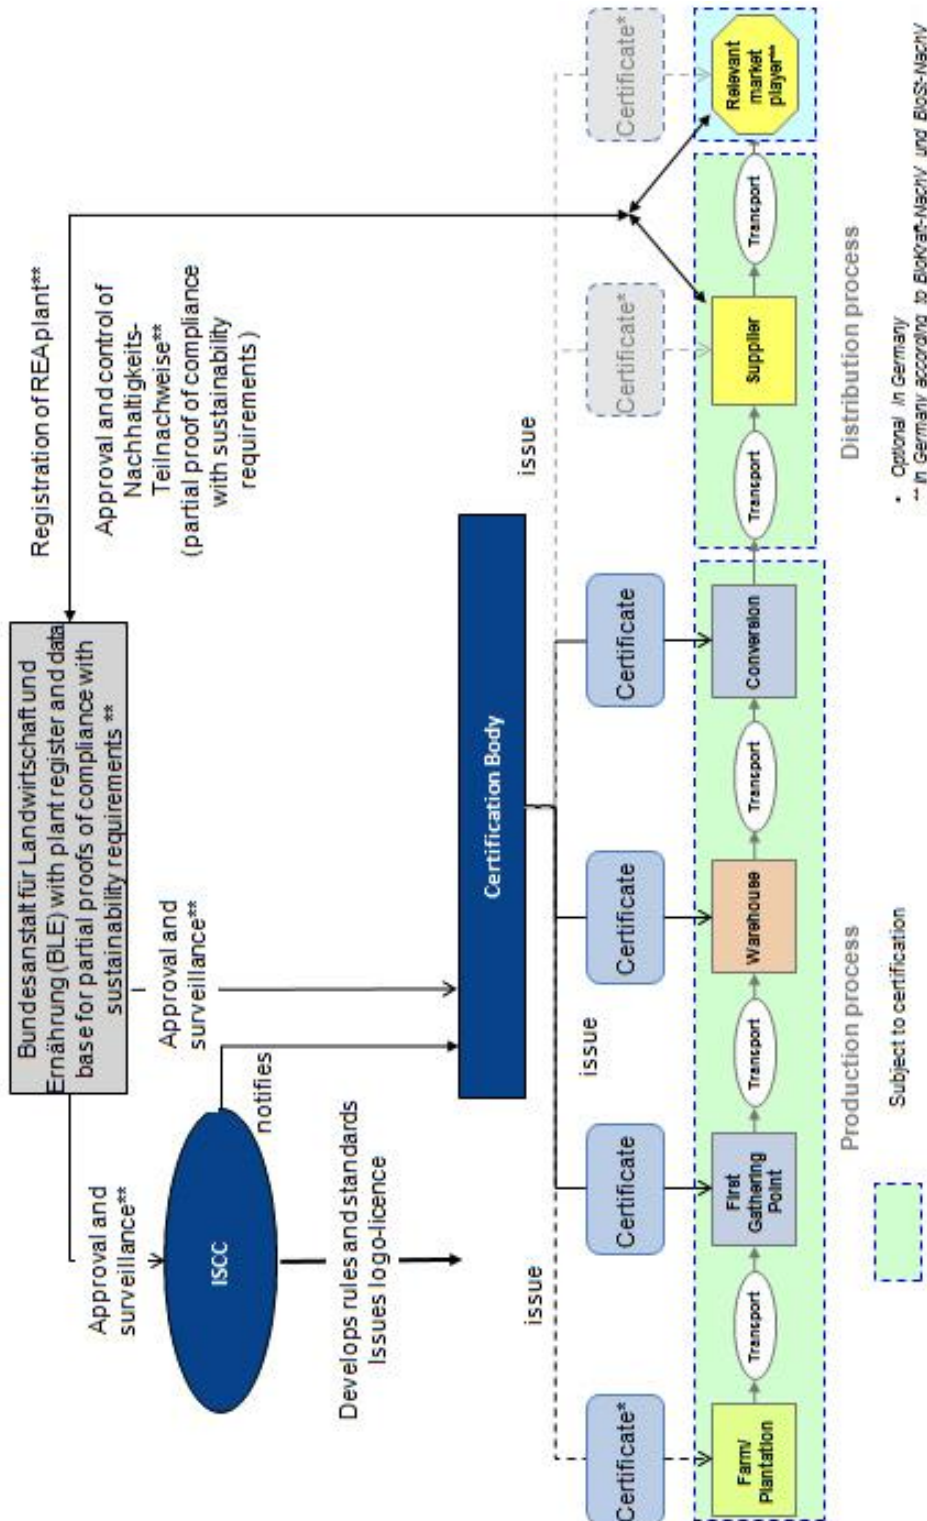 Bundesanstalt für Landwirtschaft und
Ernährung (BLE) with plant register and data
base for partial proofs of compliance with
sustainability requirements **
Registration of REAplant**
Approval and control of
Nachhaltigkeits-
Teilnachweise**
(partial proof of compliance
with sustainability
requirements)
Approval and
surveillance**
Approval and
surveillance**
ISCC
notifies
Develops rules and standards
Issues logo-licence
Certification Body
issue
issue
issue
Certificate*
Certificate
Certificate
Certificate
Certificate*
Certificate*
Farm/
Plantation
Transport
First
Gathering
Point
Transport
Warehouse
Transport
Conversion
Transport
Supplier
Transport
Relevant
market
player**
Production process
Distribution process
Subject to certification
* Optional in Germany
** In Germany according to BioKraft-NachV und BioSt-NachV